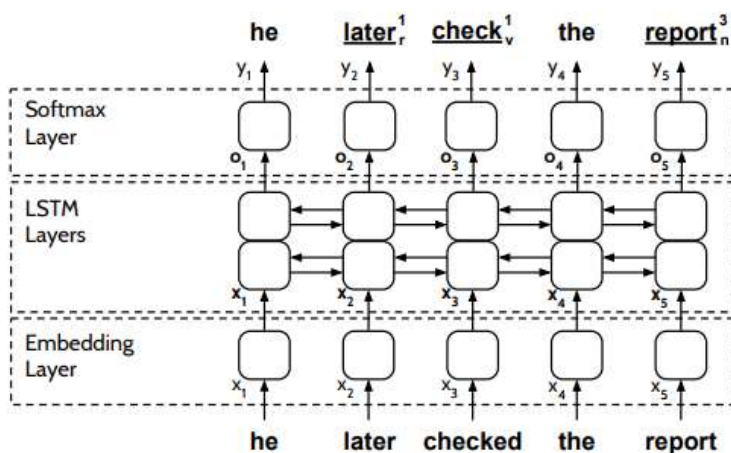 he later¹ᵣ check¹ᵥ the report³ₙ
y₁ y₂ y₃ y₄ y₅
Softmax
Layer
o₁ o₂ o₃ o₄ o₅
LSTM
Layers
x₁ x₂ x₃ x₄ x₅
Embedding
Layer
x₁ x₂ x₃ x₄ x₅
he later checked the report